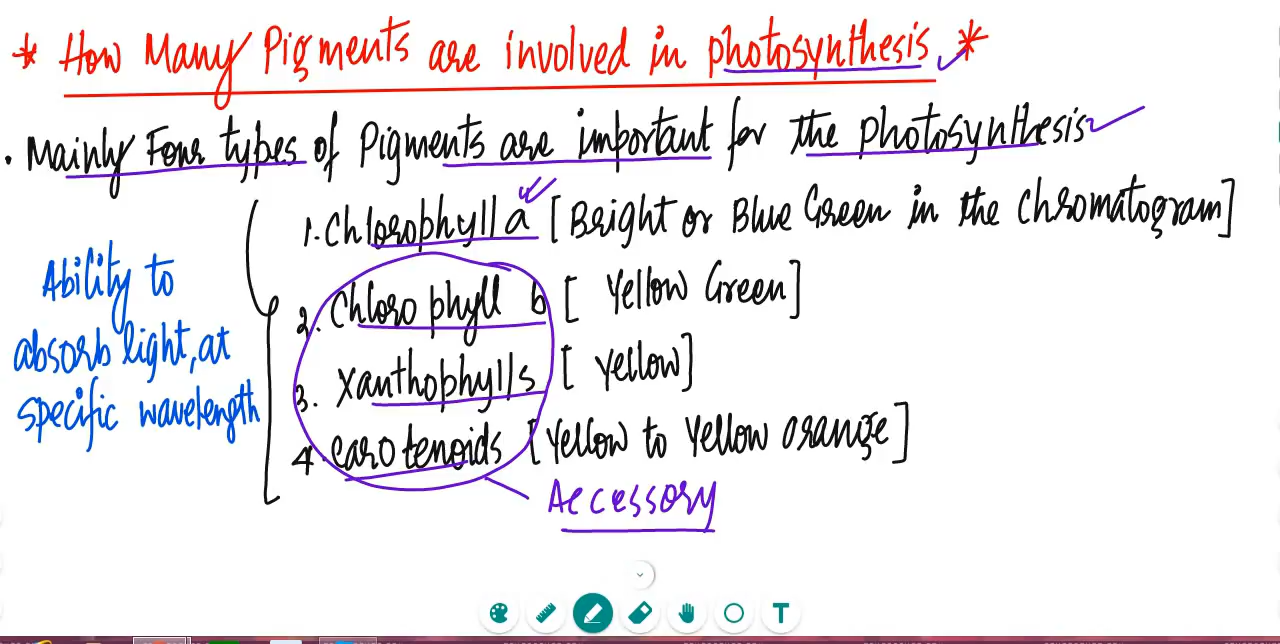 * How Many Pigments are involved in photosynthesis *
. Mainly Four types of Pigments are important for the photosynthesis
1. Chlorophyll a [Bright or Blue Green in the chromatogram]
2. Chlorophyll b [ Yellow Green]
3. Xanthophylls [ Yellow]
4. carotenoids [Yellow to Yellow orange]
Ability to
absorb light, at
specific wavelength
Accessory
T